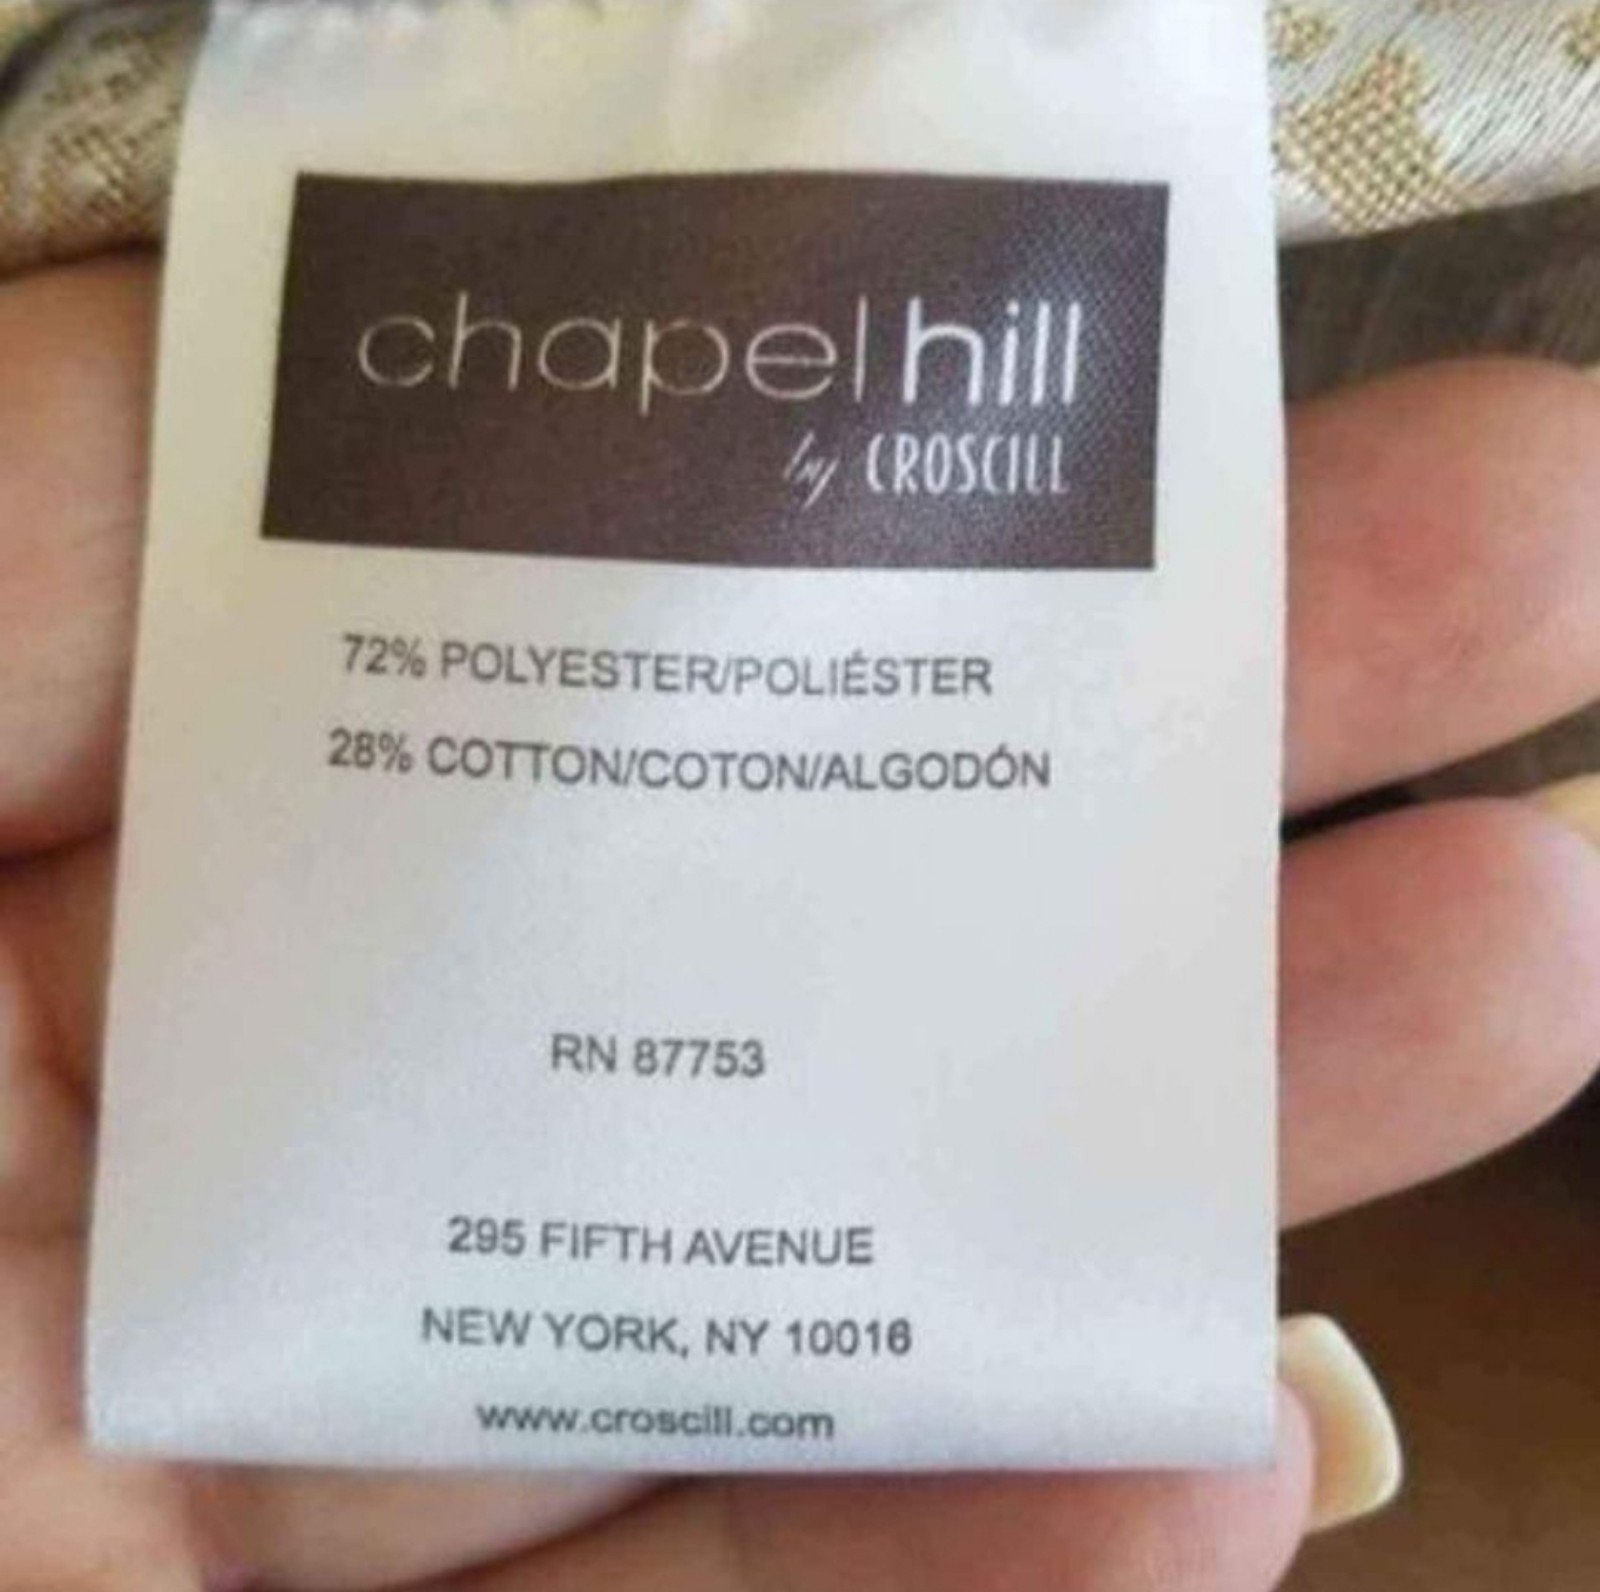 chapel hill
by CROSCILL
72% POLYESTER/POLIÉSTER
28% COTTON/COTON/ALGODÓN
RN 87753
295 FIFTH AVENUE
NEW YORK, NY 10016
www.croscill.com